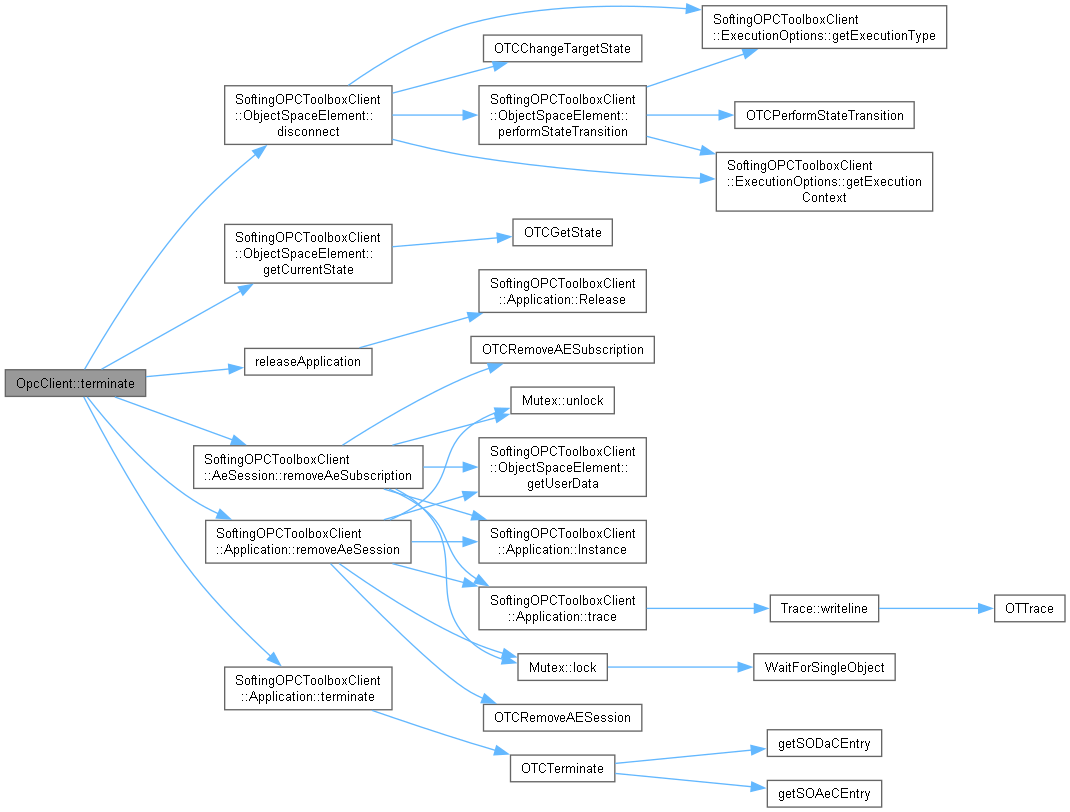 OpcClient::terminate
SoftingOPCToolboxClient
::ObjectSpaceElement::
disconnect
SoftingOPCToolboxClient
::ObjectSpaceElement::
getCurrentState
releaseApplication
SoftingOPCToolboxClient
::AeSession::removeAeSubscription
SoftingOPCToolboxClient
::Application::removeAeSession
SoftingOPCToolboxClient
::Application::terminate
OTCChangeTargetState
SoftingOPCToolboxClient
::ObjectSpaceElement::
performStateTransition
OTCGetState
SoftingOPCToolboxClient
::Application::Release
OTCRemoveAESubscription
Mutex::unlock
SoftingOPCToolboxClient
::ObjectSpaceElement::
getUserData
SoftingOPCToolboxClient
::Application::Instance
SoftingOPCToolboxClient
::Application::trace
Mutex::lock
OTCRemoveAESession
OTCTerminate
SoftingOPCToolboxClient
::ExecutionOptions::getExecutionType
OTCPerformStateTransition
SoftingOPCToolboxClient
::ExecutionOptions::getExecution
Context
Trace::writeline
WaitForSingleObject
getSODaCEntry
getSOAeCEntry
OTTrace